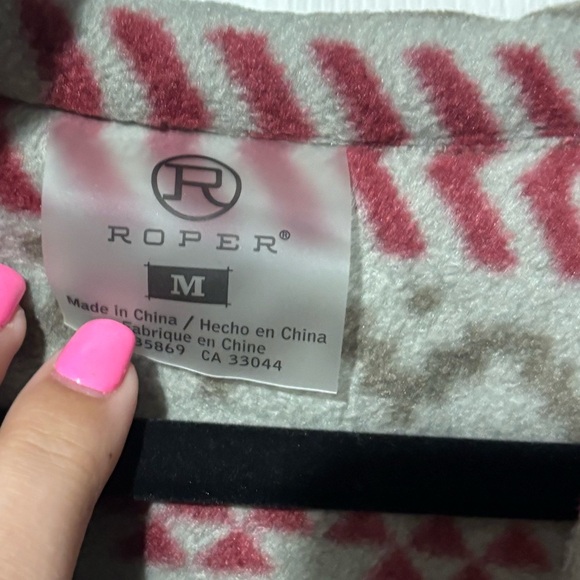 R
ROPER®
M
Made in China / Hecho en China
Fabrique en Chine
35869 CA 33044